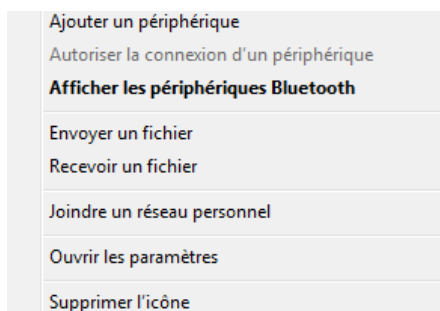 Ajouter un périphérique
Autoriser la connexion d'un périphérique
Afficher les périphériques Bluetooth
Envoyer un fichier
Recevoir un fichier
Joindre un réseau personnel
Ouvrir les paramètres
Supprimer l'icône